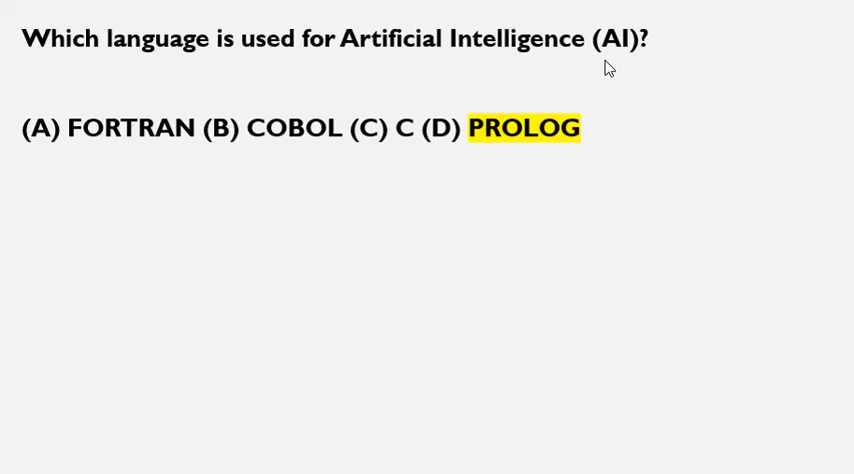 Which language is used for Artificial Intelligence (AI)?
(A) FORTRAN (B) COBOL (C) C (D) PROLOG